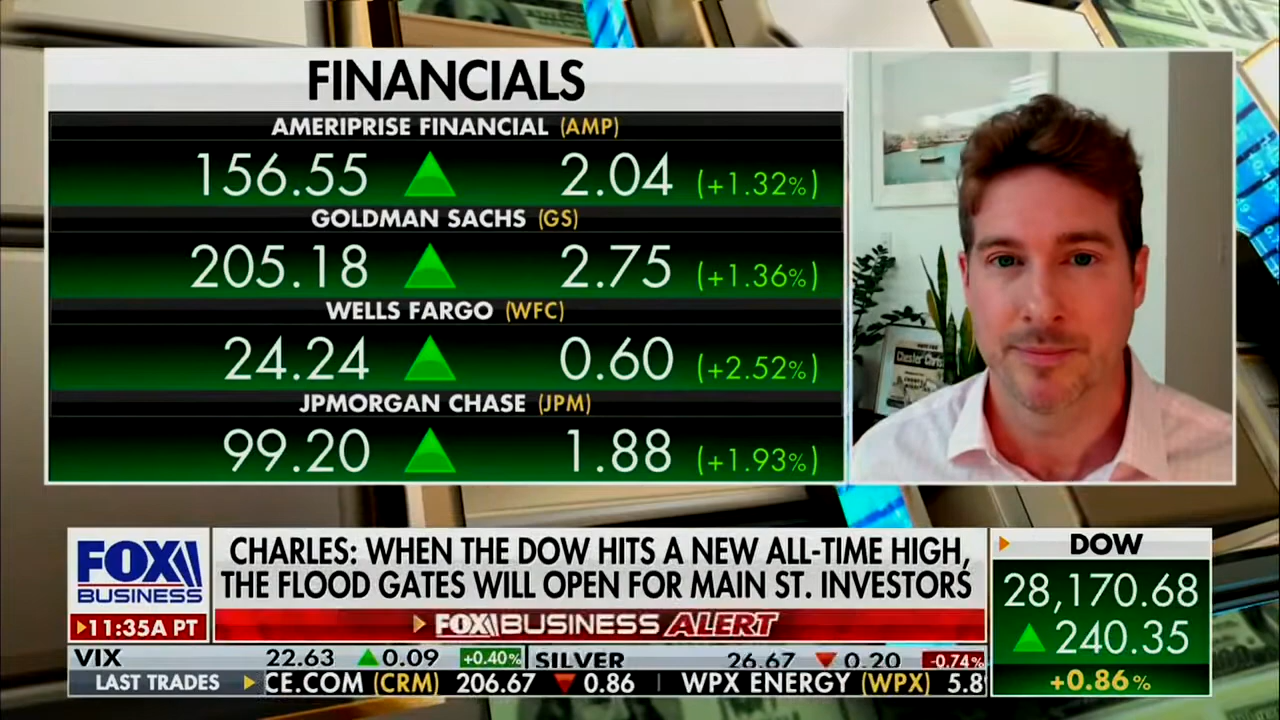 FINANCIALS
AMERIPRISE FINANCIAL (AMP)
156.55 ▲ 2.04 (+1.32%)
GOLDMAN SACHS (GS)
205.18 ▲ 2.75 (+1.36%)
WELLS FARGO (WFC)
24.24 ▲ 0.60 (+2.52%)
JPMORGAN CHASE (JPM)
99.20 ▲ 1.88 (+1.93%)
Chester Chris
FOX BUSINESS
11:35A PT
CHARLES: WHEN THE DOW HITS A NEW ALL-TIME HIGH,
THE FLOOD GATES WILL OPEN FOR MAIN ST. INVESTORS
FOX BUSINESS ALERT
DOW
28,170.68
▲ 240.35
+0.86%
VIX 22.63 ▲ 0.09 +0.40% SILVER 26.67 ▼ 0.20 -0.74%
LAST TRADES CE.COM (CRM) 206.67 ▼ 0.86 | WPX ENERGY (WPX) 5.8